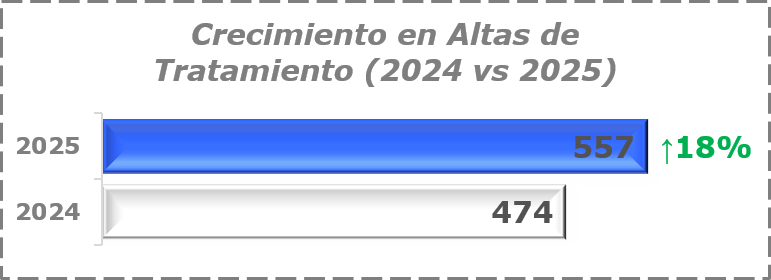 Crecimiento en Altas de
Tratamiento (2024 vs 2025)
2025
557
↑18%
2024
474